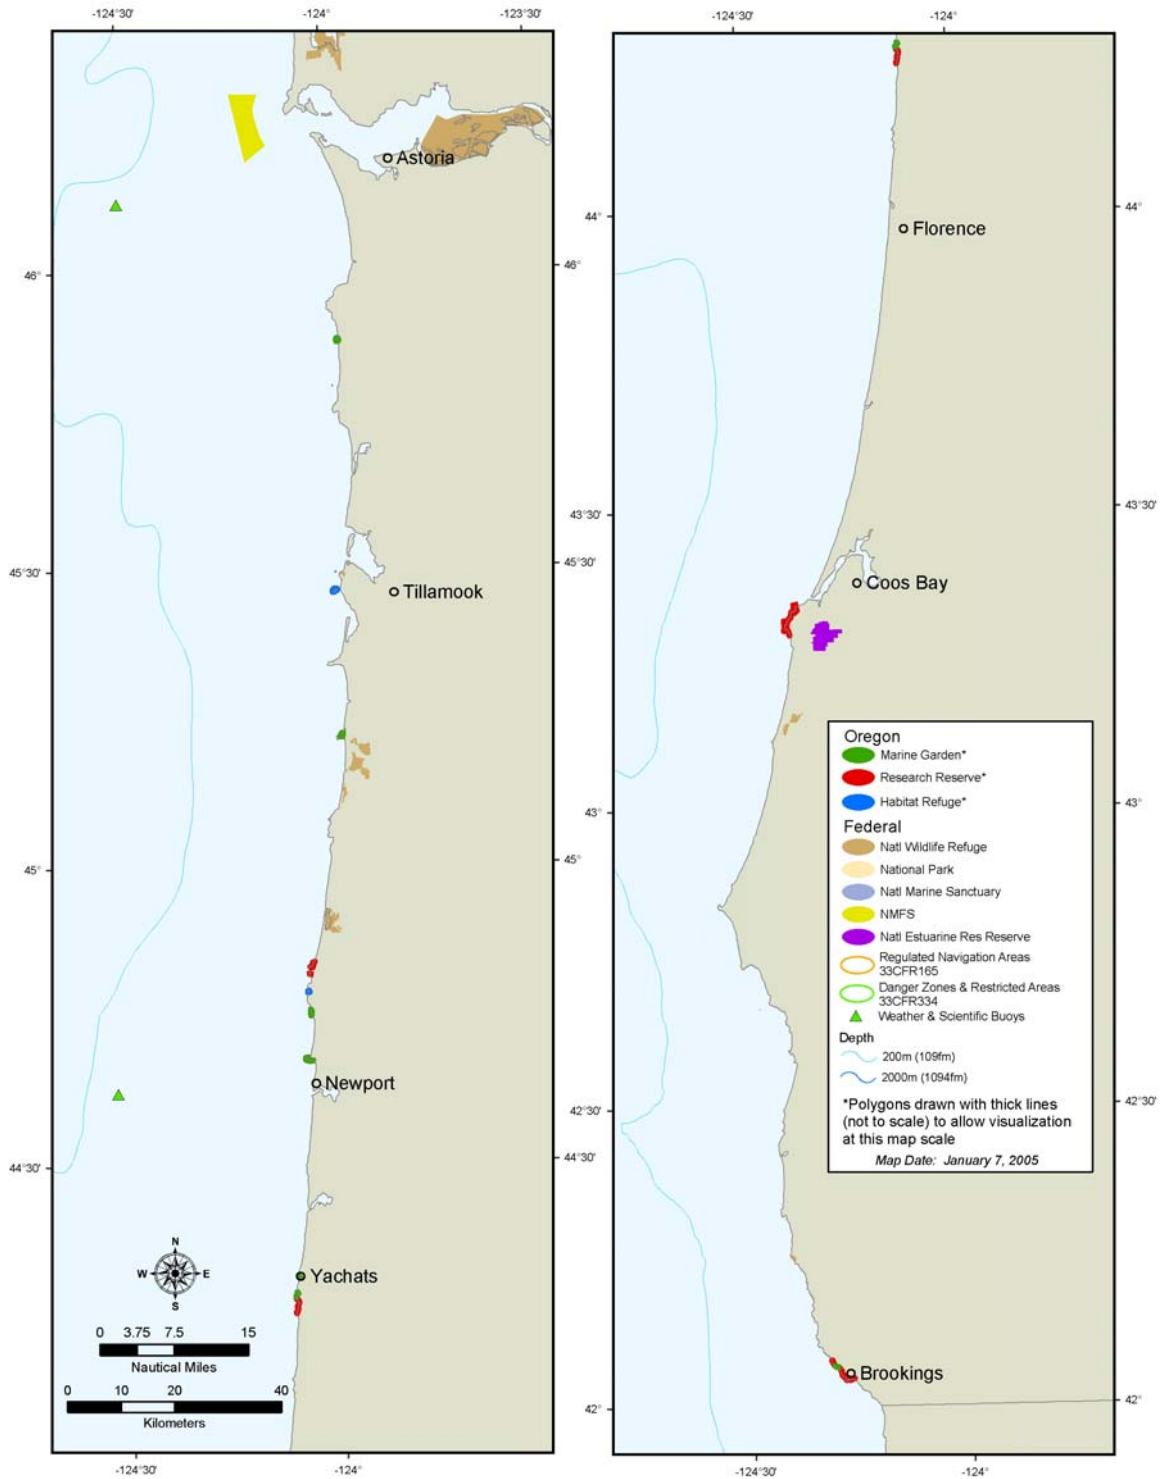 -124°30'
-124°
-123°30'
46°
46°
45°30'
45°30'
45°
45°
44°30'
44°30'
Astoria
Tillamook
Newport
Yachats
N
W
E
S
0 3.75 7.5 15
Nautical Miles
0 10 20 40
Kilometers
-124°30'
-124°
-124°30'
-124°
44°
44°
43°30'
43°30'
43°
43°
42°30'
42°30'
42°
42°
Florence
Coos Bay
Brookings
Oregon
Marine Garden*
Research Reserve*
Habitat Refuge*
Federal
Natl Wildlife Refuge
National Park
Natl Marine Sanctuary
NMFS
Natl Estuarine Res Reserve
Regulated Navigation Areas
33CFR165
Danger Zones & Restricted Areas
33CFR334
Weather & Scientific Buoys
Depth
200m (109fm)
2000m (1094fm)
*Polygons drawn with thick lines
(not to scale) to allow visualization
at this map scale
Map Date: January 7, 2005
-124°30'
-124°